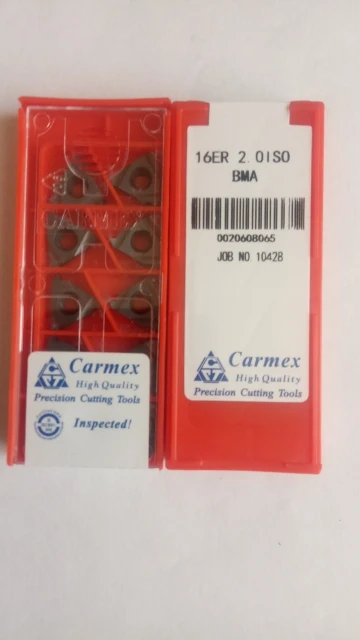 CARMEX
Carmex
High Quality
Precision Cutting Tools
Inspected!
16ER 2.0ISO
BMA
0020608065
JOB NO 10428
Carmex
High Quality
Precision Cutting Tools